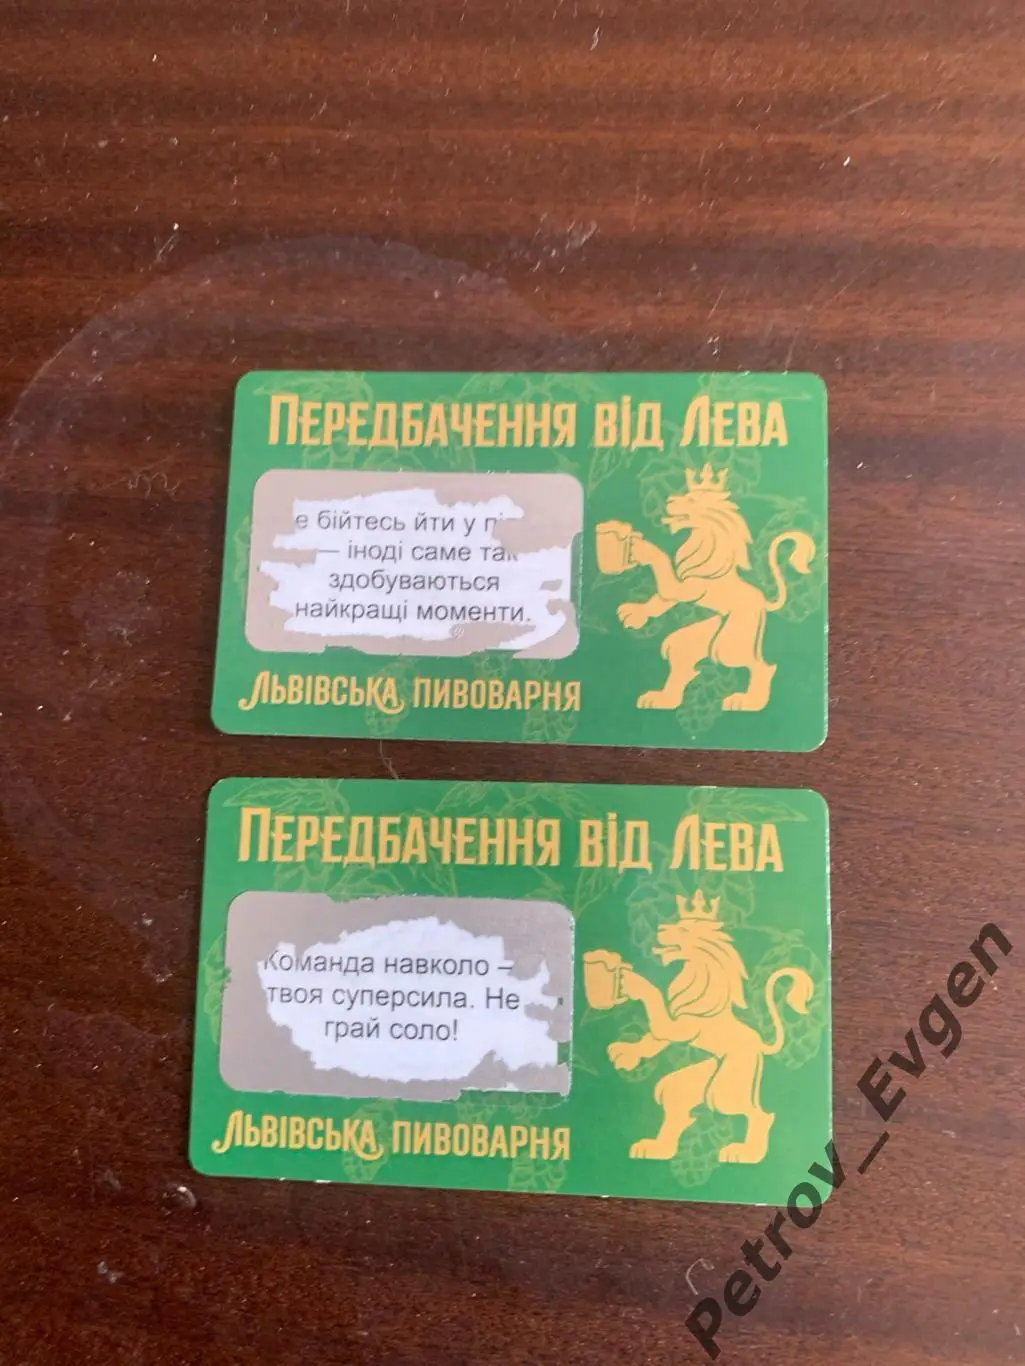 ПЕРЕДБАЧЕННЯ ВІД ЛЕВА
бійтесь йти у
— іноді саме
здобуваються
найкращі моменти.
ЛЬВІВСЬКА ПИВОВАРНЯ
ПЕРЕДБАЧЕННЯ ВІД ЛЕВА
Команда навколо –
твоя суперсила. Не
грай соло!
ЛЬВІВСЬКА ПИВОВАРНЯ
Petrov_Evgen